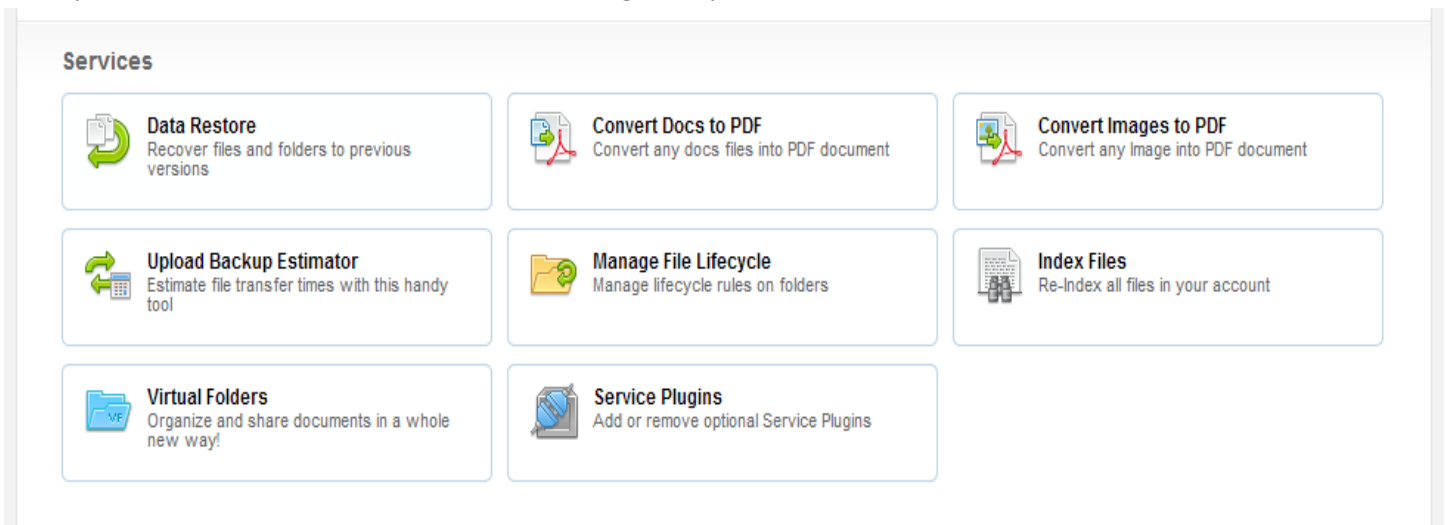 Services
Data Restore
Recover files and folders to previous
versions
Convert Docs to PDF
Convert any docs files into PDF document
Convert Images to PDF
Convert any Image into PDF document
Upload Backup Estimator
Estimate file transfer times with this handy
tool
Manage File Lifecycle
Manage lifecycle rules on folders
Index Files
Re-Index all files in your account
Virtual Folders
Organize and share documents in a whole
new way!
VF
Service Plugins
Add or remove optional Service Plugins